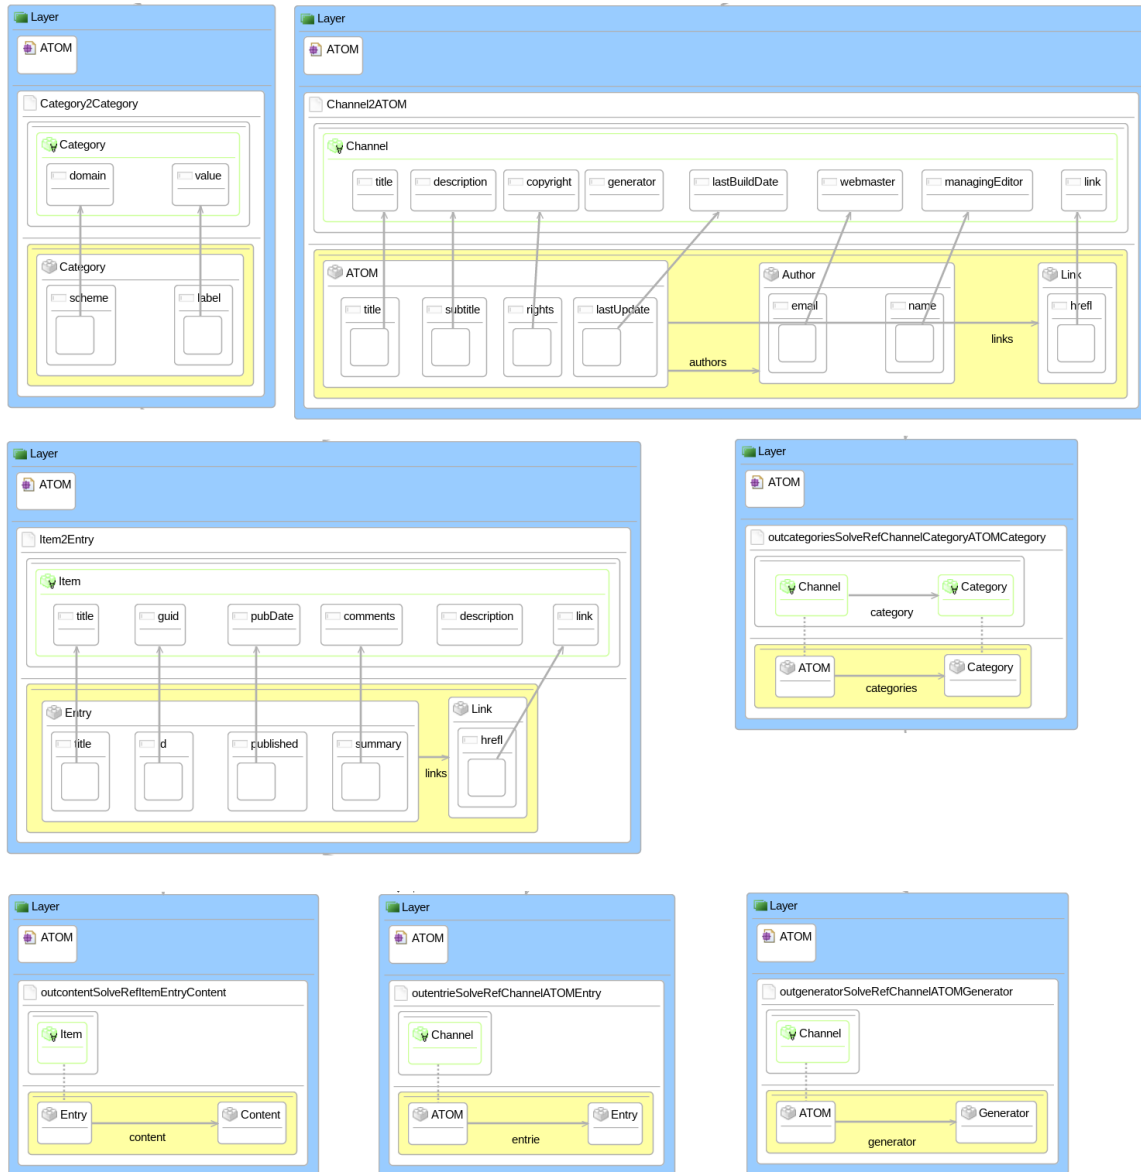 Layer
ATOM
Category2Category
Category
domain value
Category
scheme label
Layer
ATOM
Channel2ATOM
Channel
title description copyright generator lastBuildDate webmaster managingEditor link
ATOM Author Link
title subtitle rights lastUpdate email name hrefl
links
authors
Layer
ATOM
Item2Entry
Item
title guid pubDate comments description link
Entry Link
title id published summary hrefl
links
Layer
ATOM
outcategoriesSolveRefChannelCategoryATOMCategory
Channel Category
category
ATOM Category
categories
Layer
ATOM
outcontentSolveRefItemEntryContent
Item
Entry Content
content
Layer
ATOM
outentrieSolveRefChannelATOMEntry
Channel
ATOM Entry
entrie
Layer
ATOM
outgeneratorSolveRefChannelATOMGenerator
Channel
ATOM Generator
generator